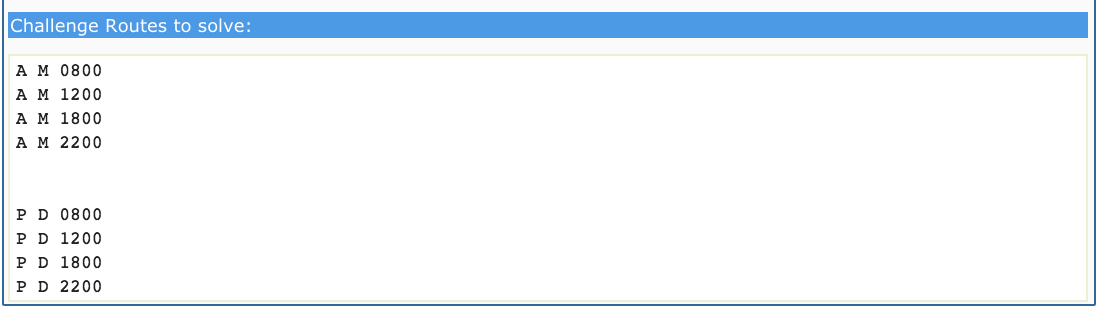 Challenge Routes to solve:
A M 0800
A M 1200
A M 1800
A M 2200
P D 0800
P D 1200
P D 1800
P D 2200